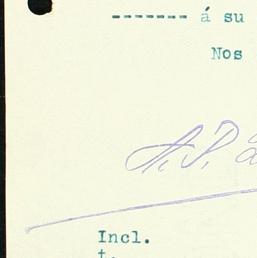 ------- á su
Nos
A. P.
Incl.